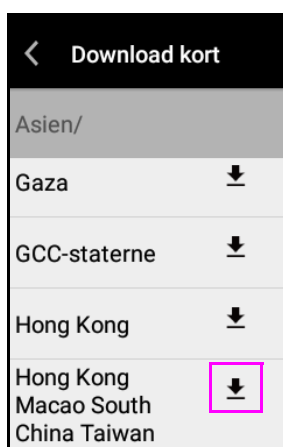 Download kort
Asien/
Gaza
GCC-staterne
Hong Kong
Hong Kong
Macao South
China Taiwan